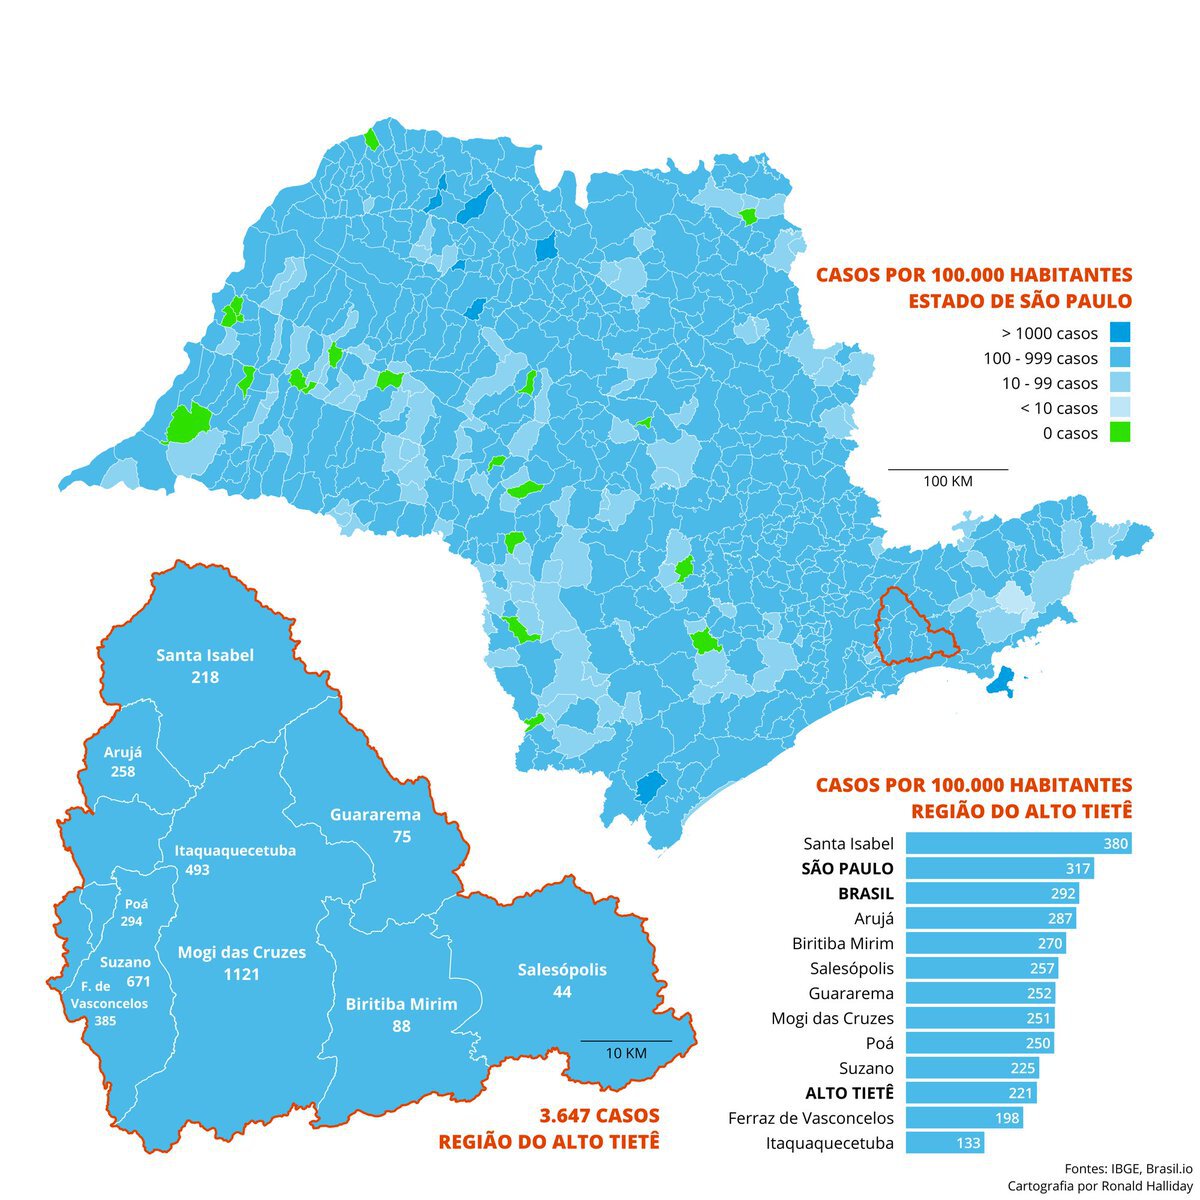 CASOS POR 100.000 HABITANTES
ESTADO DE SÃO PAULO
> 1000 casos
100 - 999 casos
10 - 99 casos
< 10 casos
0 casos
100 KM
Santa Isabel
218
Arujá
258
Guararema
75
Itaquaquecetuba
493
Poá
294
Suzano
671
F. de
Vasconcelos
385
Mogi das Cruzes
1121
Biritiba Mirim
88
Salesópolis
44
10 KM
3.647 CASOS
REGIÃO DO ALTO TIETÊ
CASOS POR 100.000 HABITANTES
REGIÃO DO ALTO TIETÊ
Santa Isabel 380
SÃO PAULO 317
BRASIL 292
Arujá 287
Biritiba Mirim 270
Salesópolis 257
Guararema 252
Mogi das Cruzes 251
Poá 250
Suzano 225
ALTO TIETÊ 221
Ferraz de Vasconcelos 198
Itaquaquecetuba 133
Fontes: IBGE, Brasil.io
Cartografia por Ronald Halliday